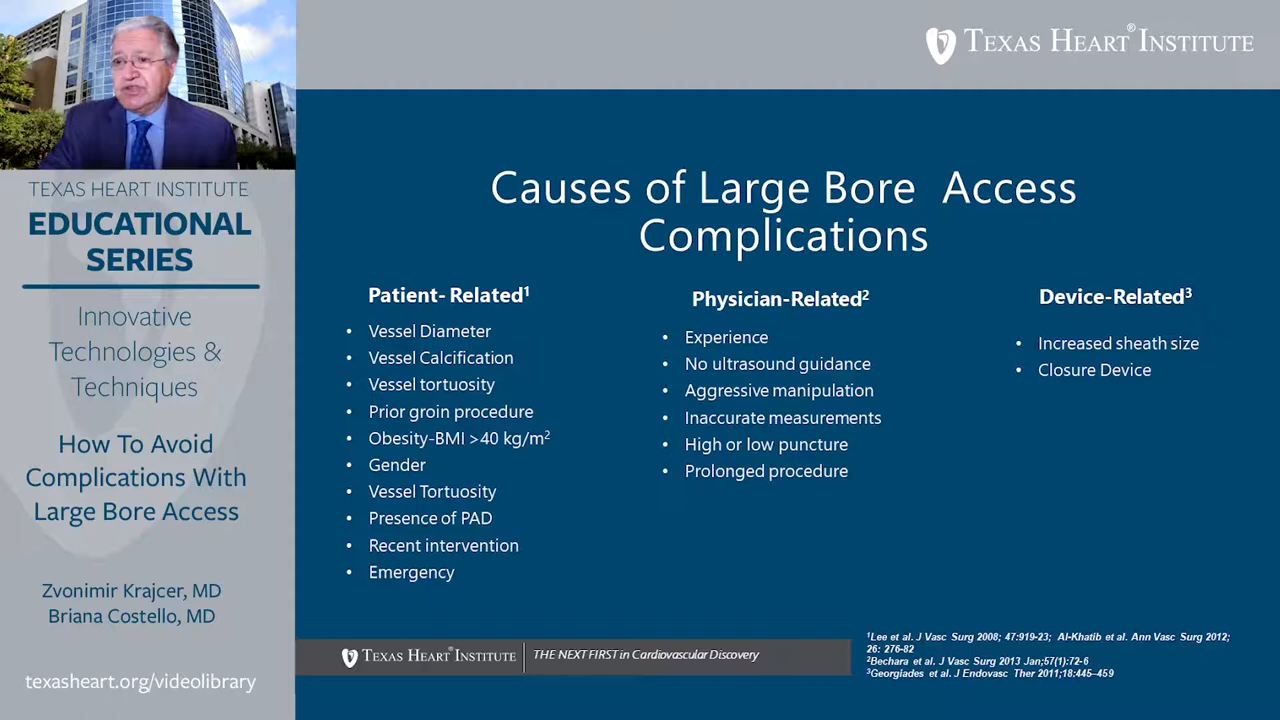 TEXAS HEART® INSTITUTE
TEXAS HEART INSTITUTE
EDUCATIONAL
SERIES
Innovative
Technologies &
Techniques
How To Avoid
Complications With
Large Bore Access
Zvonimir Krajcer, MD
Briana Costello, MD
texasheart.org/videolibrary
Causes of Large Bore Access
Complications
Patient- Related¹
• Vessel Diameter
• Vessel Calcification
• Vessel tortuosity
• Prior groin procedure
• Obesity-BMI >40 kg/m²
• Gender
• Vessel Tortuosity
• Presence of PAD
• Recent intervention
• Emergency
Physician-Related²
• Experience
• No ultrasound guidance
• Aggressive manipulation
• Inaccurate measurements
• High or low puncture
• Prolonged procedure
Device-Related³
• Increased sheath size
• Closure Device
TEXAS HEART® INSTITUTE
THE NEXT FIRST in Cardiovascular Discovery
¹Lee et al. J Vasc Surg 2008; 47:919-23; Al-Khatib et al. Ann Vasc Surg 2012;
26: 276-82
²Bechara et al. J Vasc Surg 2013 Jan;57(1):72-6
³Georgiades et al. J Endovasc Ther 2011;18:445–459